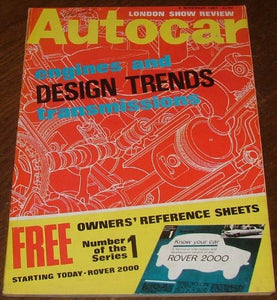 LONDON SHOW REVIEW
Autocar
engines and
DESIGN TRENDS
transmissions
OWNERS' REFERENCE SHEETS
FREE
Number 1
of the
Series
STARTING TODAY · ROVER 2000
Know your car
ROVER 2000